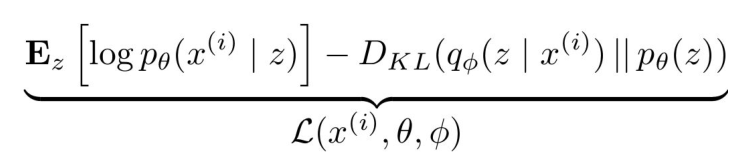 E_z [log p_θ(x^(i) | z)] − D_KL(q_φ(z | x^(i)) || p_θ(z))
ℒ(x^(i), θ, φ)